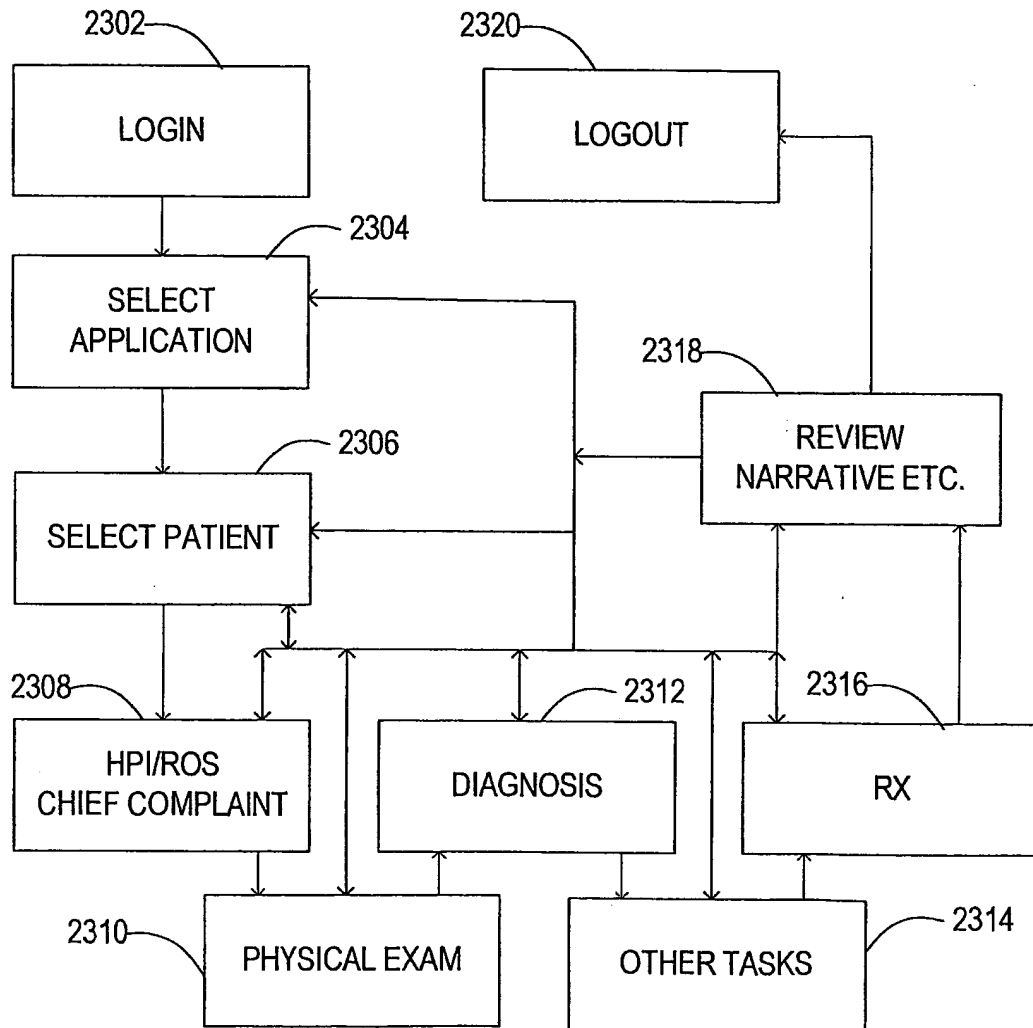 2302
LOGIN
2320
LOGOUT
2304
SELECT
APPLICATION
2318
REVIEW
NARRATIVE ETC.
2306
SELECT PATIENT
2308
HPI/ROS
CHIEF COMPLAINT
2312
DIAGNOSIS
2316
RX
2310
PHYSICAL EXAM
2314
OTHER TASKS